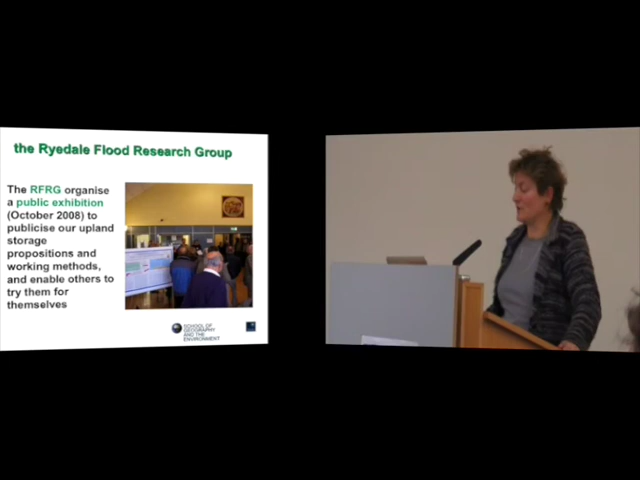 the Ryedale Flood Research Group
The RFRG organise
a public exhibition
(October 2008) to
publicise our upland
storage
propositions and
working methods,
and enable others to
try them for
themselves
SCHOOL OF
GEOGRAPHY
AND THE
ENVIRONMENT